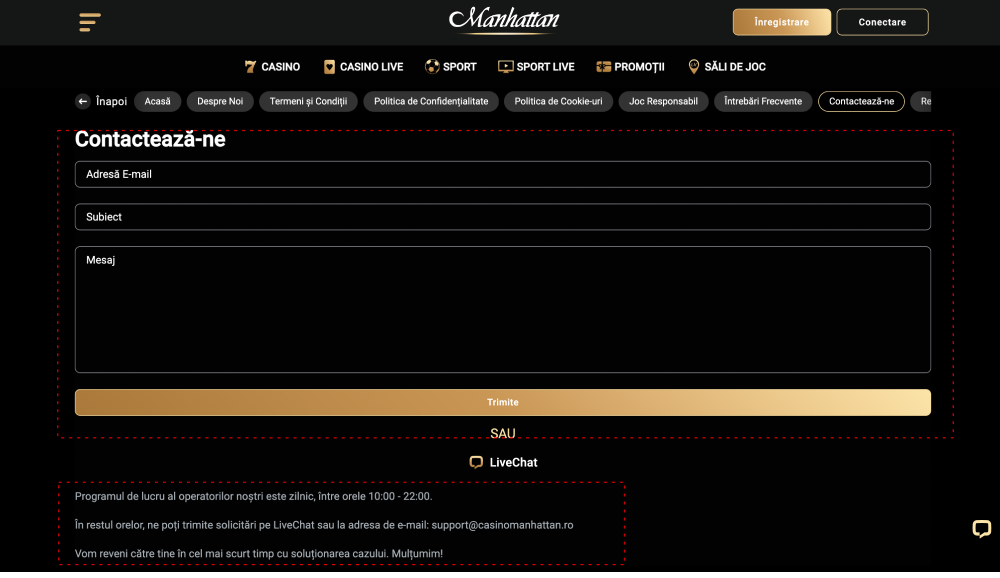 Manhattan
Înregistrare
Conectare
CASINO
CASINO LIVE
SPORT
SPORT LIVE
PROMOȚII
SĂLI DE JOC
Înapoi
Acasă
Despre Noi
Termeni și Condiții
Politica de Confidențialitate
Politica de Cookie-uri
Joc Responsabil
Întrebări Frecvente
Contactează-ne
Re
Contactează-ne
Adresă E-mail
Subiect
Mesaj
Trimite
SAU
LiveChat
Programul de lucru al operatorilor noștri este zilnic, între orele 10:00 - 22:00.
În restul orelor, ne poți trimite solicitări pe LiveChat sau la adresa de e-mail: support@casinomanhattan.ro
Vom reveni către tine în cel mai scurt timp cu soluționarea cazului. Mulțumim!